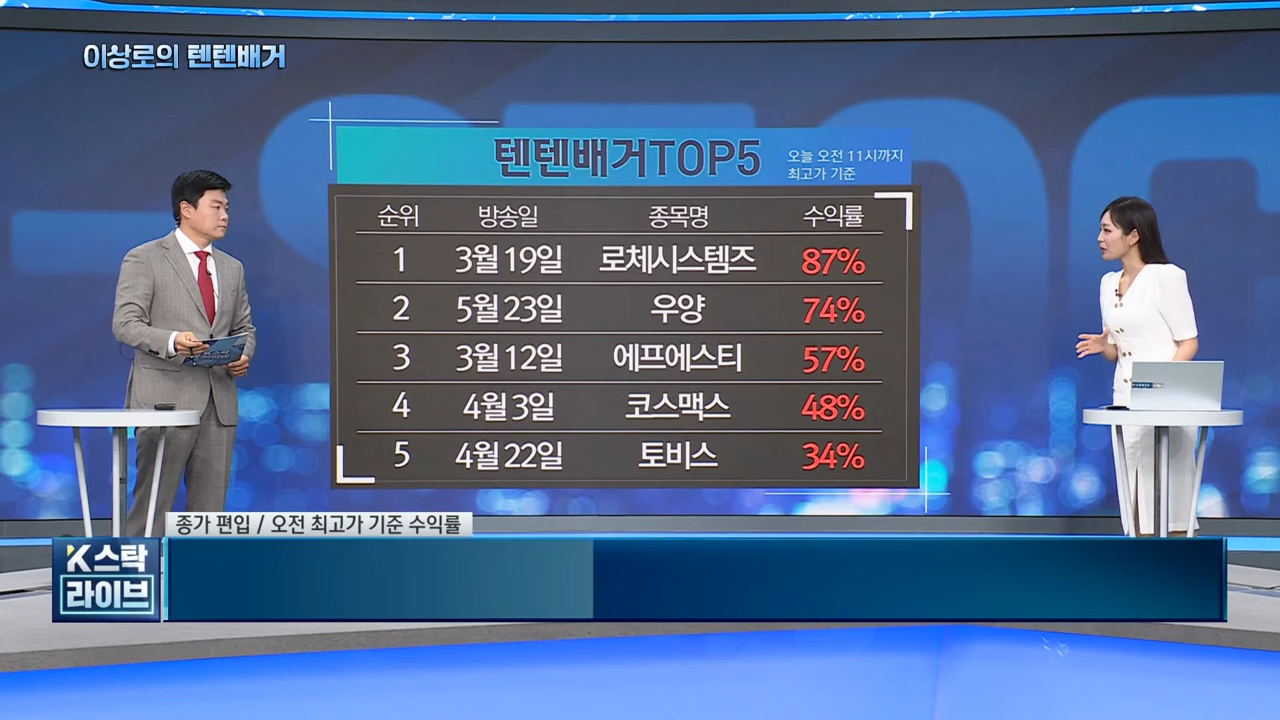 이상로의 텐텐배거
텐텐배거TOP5
오늘 오전 11시까지
최고가 기준
순위 방송일 종목명 수익률
1 3월 19일 로체시스템즈 87%
2 5월 23일 우양 74%
3 3월 12일 에프에스티 57%
4 4월 3일 코스맥스 48%
5 4월 22일 토비스 34%
종가 편입 / 오전 최고가 기준 수익률
K스탁
라이브